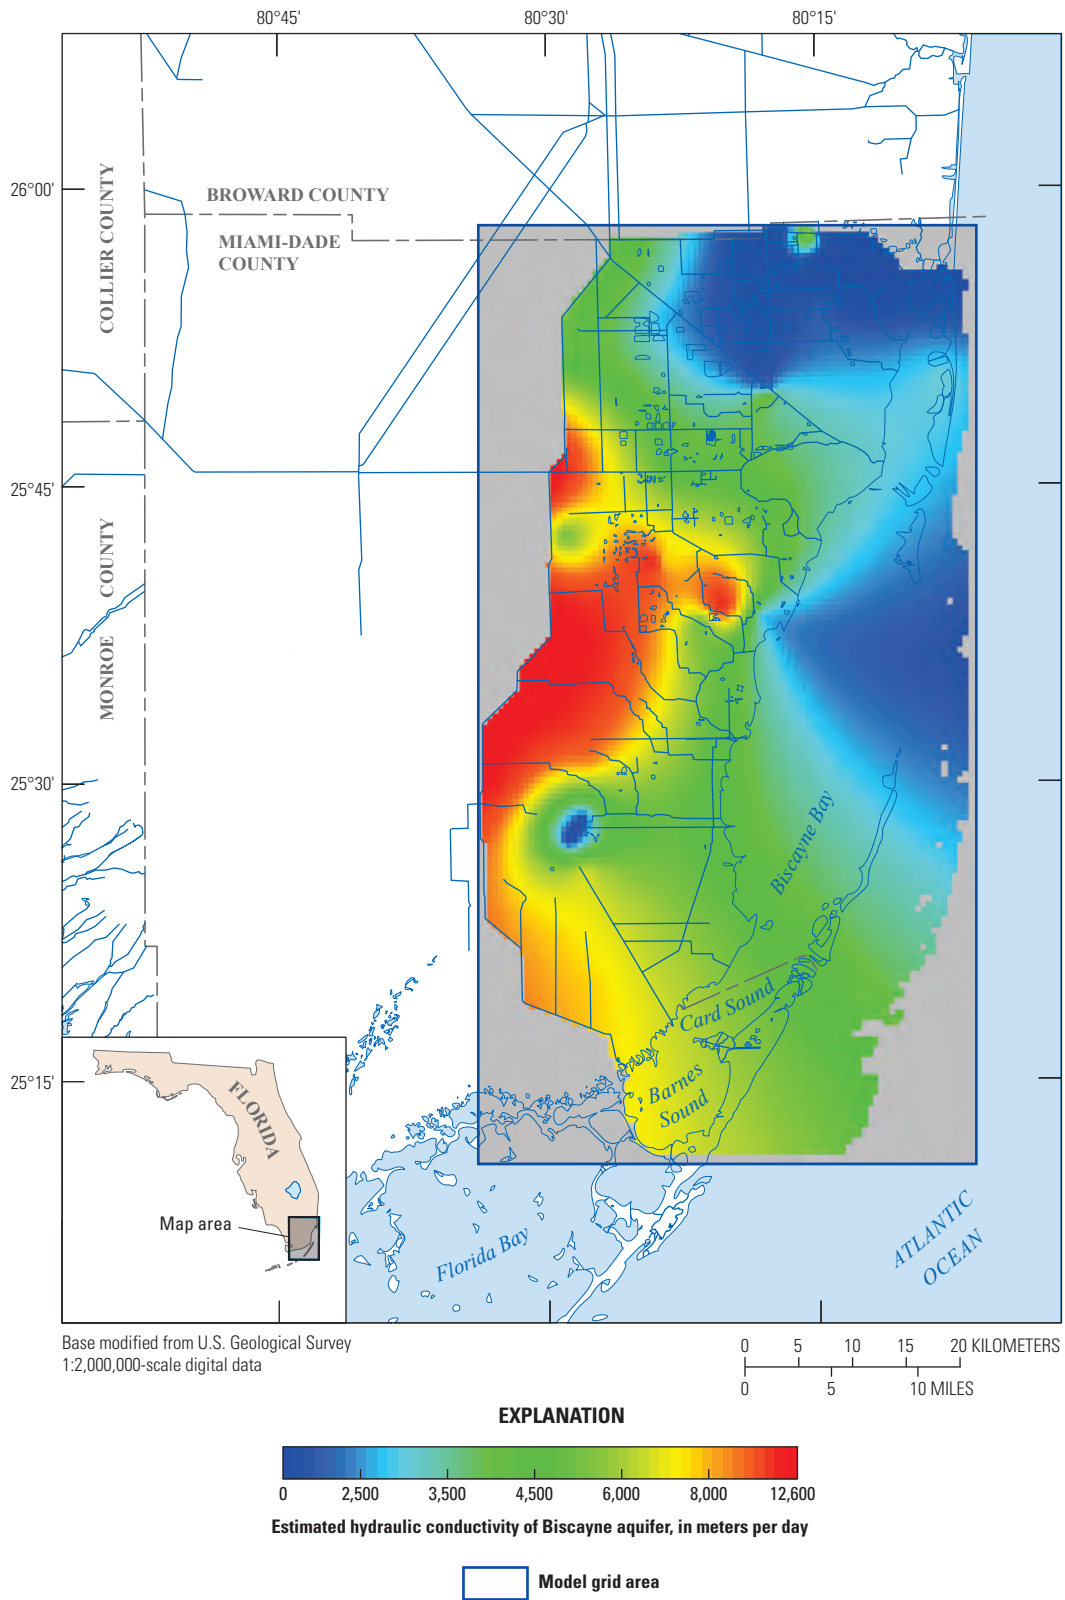 80°45' 80°30' 80°15'
26°00'
25°45'
25°30'
25°15'
COLLIER COUNTY
BROWARD COUNTY
MIAMI-DADE
COUNTY
MONROE COUNTY
Biscayne Bay
Card Sound
Barnes
Sound
FLORIDA
Map area
Florida Bay
ATLANTIC
OCEAN
Base modified from U.S. Geological Survey
1:2,000,000-scale digital data
0 5 10 15 20 KILOMETERS
0 5 10 MILES
EXPLANATION
0 2,500 3,500 4,500 6,000 8,000 12,600
Estimated hydraulic conductivity of Biscayne aquifer, in meters per day
Model grid area